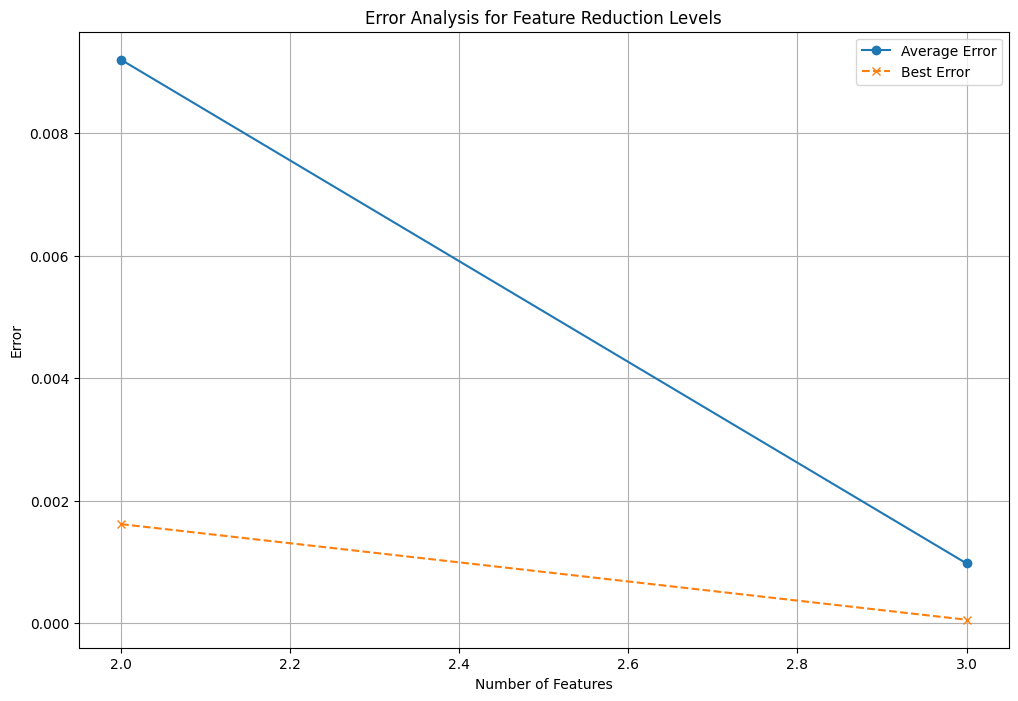 Error Analysis for Feature Reduction Levels
Average Error
Best Error
0.008
0.006
0.004
0.002
0.000
Error
2.0 2.2 2.4 2.6 2.8 3.0
Number of Features